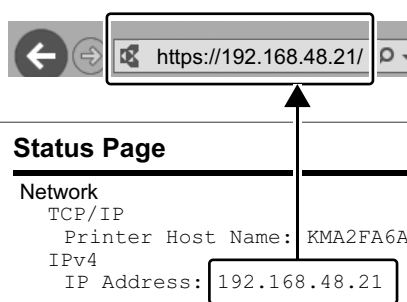 https://192.168.48.21/
Status Page
Network
TCP/IP
Printer Host Name: KMA2FA6A
IPv4
IP Address: 192.168.48.21